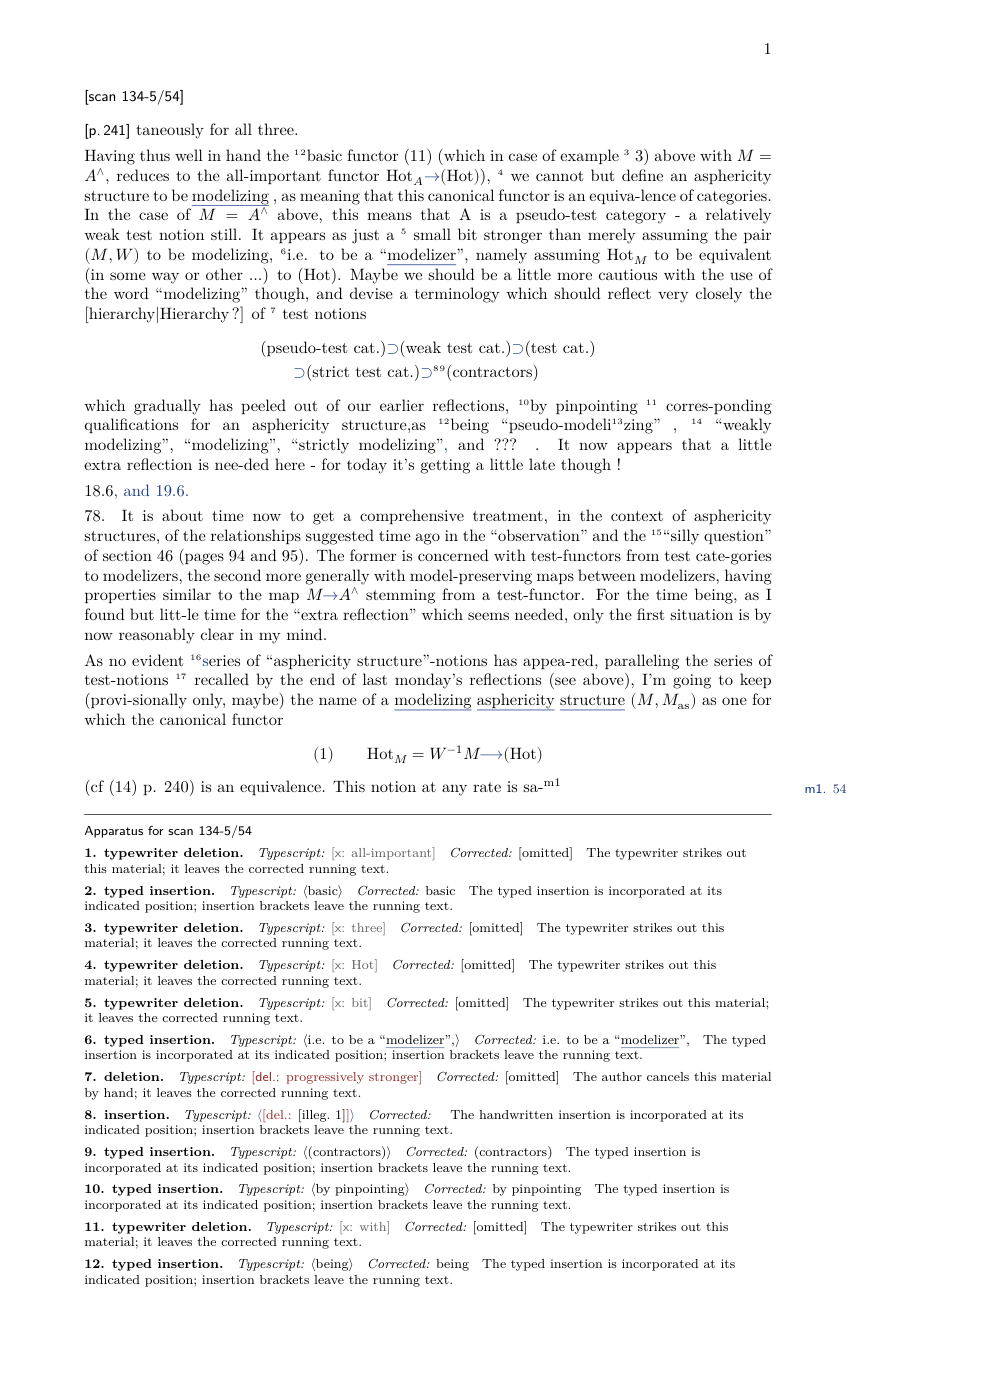 1
[scan 134-5/54]
[p. 241] taneously for all three.
Having thus well in hand the ¹²basic functor (11) (which in case of example ³ 3) above with M =
A^, reduces to the all-important functor Hot_A→(Hot)), ⁴ we cannot but define an asphericity
structure to be modelizing , as meaning that this canonical functor is an equiva-lence of categories.
In the case of M = A^ above, this means that A is a pseudo-test category - a relatively
weak test notion still. It appears as just a ⁵ small bit stronger than merely assuming the pair
(M, W) to be modelizing, ⁶i.e. to be a “modelizer”, namely assuming Hot_M to be equivalent
(in some way or other ...) to (Hot). Maybe we should be a little more cautious with the use of
the word “modelizing” though, and devise a terminology which should reflect very closely the
[hierarchy|Hierarchy ?] of ⁷ test notions
(pseudo-test cat.)⊃(weak test cat.)⊃(test cat.)
⊃(strict test cat.)⊃⁸⁹(contractors)
which gradually has peeled out of our earlier reflections, ¹⁰by pinpointing ¹¹ corres-ponding
qualifications for an asphericity structure,as ¹²being “pseudo-modeli¹³zing” , ¹⁴ “weakly
modelizing”, “modelizing”, “strictly modelizing”, and ??? . It now appears that a little
extra reflection is nee-ded here - for today it’s getting a little late though !
18.6, and 19.6.
78. It is about time now to get a comprehensive treatment, in the context of asphericity
structures, of the relationships suggested time ago in the “observation” and the ¹⁵“silly question”
of section 46 (pages 94 and 95). The former is concerned with test-functors from test cate-gories
to modelizers, the second more generally with model-preserving maps between modelizers, having
properties similar to the map M→A^ stemming from a test-functor. For the time being, as I
found but litt-le time for the “extra reflection” which seems needed, only the first situation is by
now reasonably clear in my mind.
As no evident ¹⁶series of “asphericity structure”-notions has appea-red, paralleling the series of
test-notions ¹⁷ recalled by the end of last monday’s reflections (see above), I’m going to keep
(provi-sionally only, maybe) the name of a modelizing asphericity structure (M, M_as) as one for
which the canonical functor
(1) Hot_M = W⁻¹M⟶(Hot)
(cf (14) p. 240) is an equivalence. This notion at any rate is sa-ᵐ¹
m1. 54
Apparatus for scan 134-5/54
1. typewriter deletion. Typescript: [x: all-important] Corrected: [omitted] The typewriter strikes out
this material; it leaves the corrected running text.
2. typed insertion. Typescript: ⟨basic⟩ Corrected: basic The typed insertion is incorporated at its
indicated position; insertion brackets leave the running text.
3. typewriter deletion. Typescript: [x: three] Corrected: [omitted] The typewriter strikes out this
material; it leaves the corrected running text.
4. typewriter deletion. Typescript: [x: Hot] Corrected: [omitted] The typewriter strikes out this
material; it leaves the corrected running text.
5. typewriter deletion. Typescript: [x: bit] Corrected: [omitted] The typewriter strikes out this material;
it leaves the corrected running text.
6. typed insertion. Typescript: ⟨i.e. to be a “modelizer”,⟩ Corrected: i.e. to be a “modelizer”, The typed
insertion is incorporated at its indicated position; insertion brackets leave the running text.
7. deletion. Typescript: [del.: progressively stronger] Corrected: [omitted] The author cancels this material
by hand; it leaves the corrected running text.
8. insertion. Typescript: ⟨[del.: [illeg. 1]]⟩ Corrected: The handwritten insertion is incorporated at its
indicated position; insertion brackets leave the running text.
9. typed insertion. Typescript: ⟨(contractors)⟩ Corrected: (contractors) The typed insertion is
incorporated at its indicated position; insertion brackets leave the running text.
10. typed insertion. Typescript: ⟨by pinpointing⟩ Corrected: by pinpointing The typed insertion is
incorporated at its indicated position; insertion brackets leave the running text.
11. typewriter deletion. Typescript: [x: with] Corrected: [omitted] The typewriter strikes out this
material; it leaves the corrected running text.
12. typed insertion. Typescript: ⟨being⟩ Corrected: being The typed insertion is incorporated at its
indicated position; insertion brackets leave the running text.